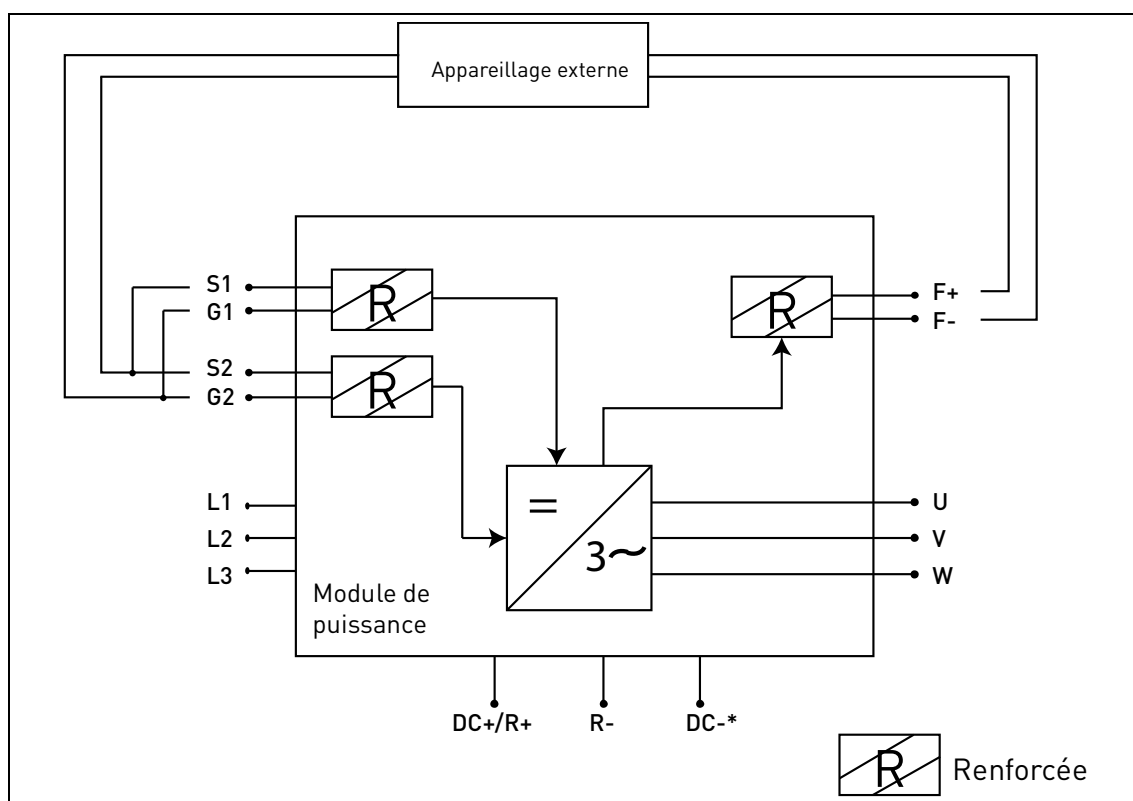 Appareillage externe
S1
R
R
F+
G1
F-
S2
R
G2
=
L1
U
L2
3~
V
L3
W
Module de
puissance
DC+/R+
R-
DC-*
R
Renforcée